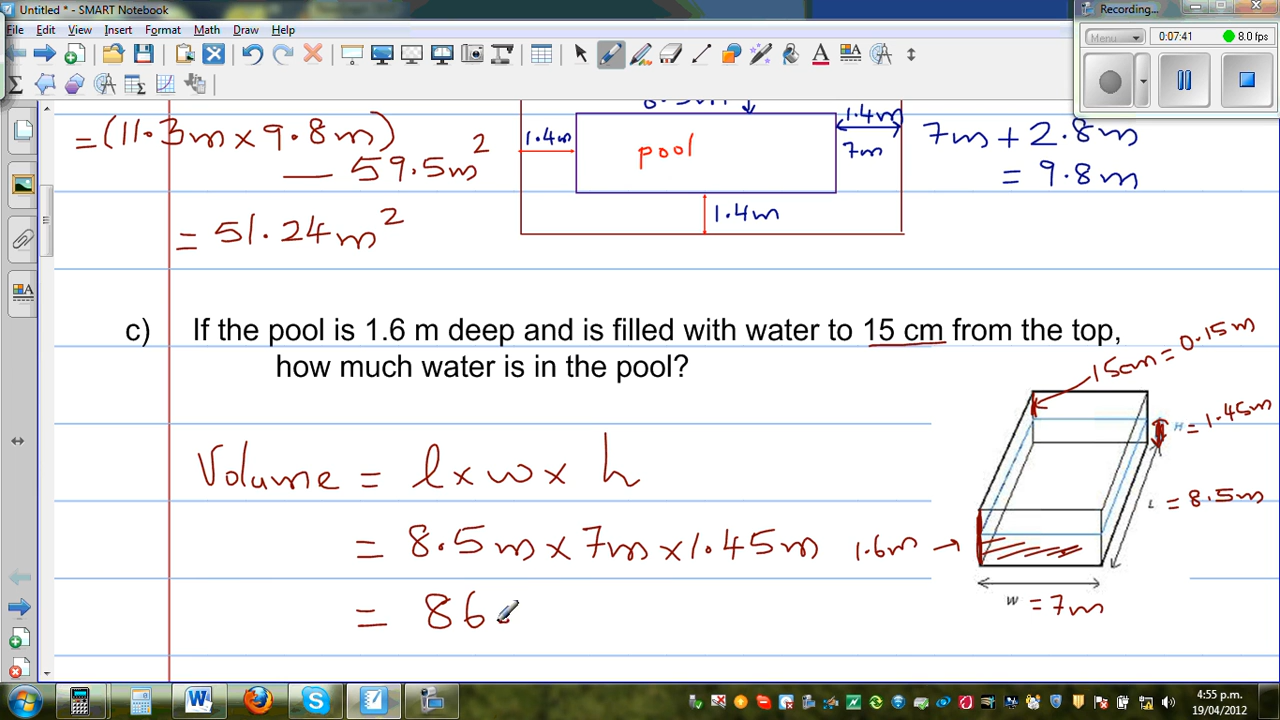 Untitled * - SMART Notebook
Recording...
File Edit View Insert Format Math Draw Help
Menu
0:07:41
8.0 fps
=(11.3m x 9.8m)
— 59.5m²
= 51.24m²
1.4m
pool
1.4m
7m
1.4m
7m + 2.8m
= 9.8m
c) If the pool is 1.6 m deep and is filled with water to 15 cm from the top,
how much water is in the pool?
15cm = 0.15m
H = 1.45m
L = 8.5m
Volume = l x w x h
= 8.5m x 7m x 1.45m
1.6m
= 86.
W = 7m
4:55 p.m.
19/04/2012